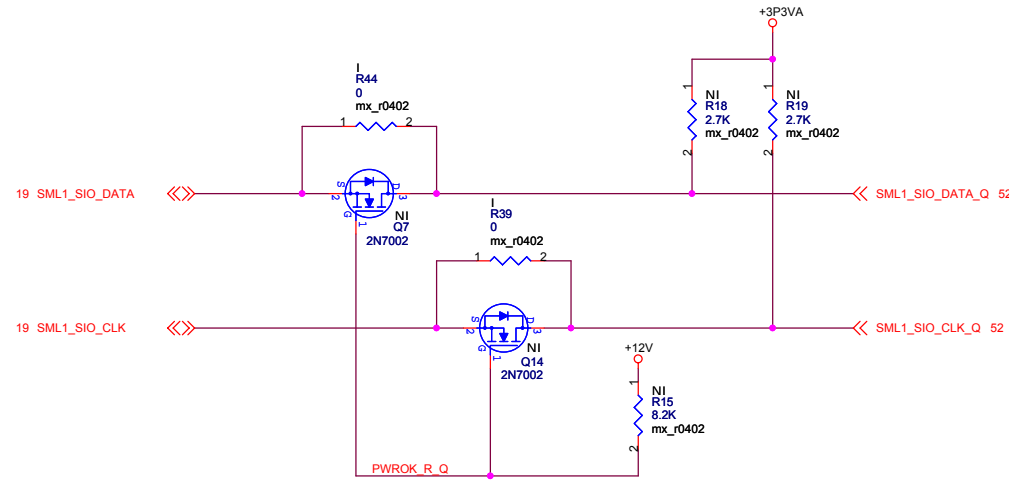 +3P3VA
I
R44
0
mx_r0402
1 2
1 NI
R18
2.7K
mx_r0402
2
1 NI
R19
2.7K
mx_r0402
2
19 SML1_SIO_DATA
S D
2 3
G 1
NI
Q7
2N7002
SML1_SIO_DATA_Q 52
I
R39
0
mx_r0402
1 2
19 SML1_SIO_CLK
S D
2 3
G 1
NI
Q14
2N7002
SML1_SIO_CLK_Q 52
+12V
1 NI
R15
8.2K
mx_r0402
2
PWROK_R_Q